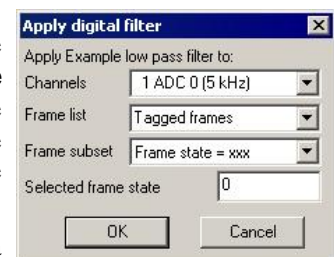 Apply digital filter
Apply Example low pass filter to:
Channels 1 ADC 0 (5 kHz)
Frame list Tagged frames
Frame subset Frame state = xxx
Selected frame state 0
OK Cancel